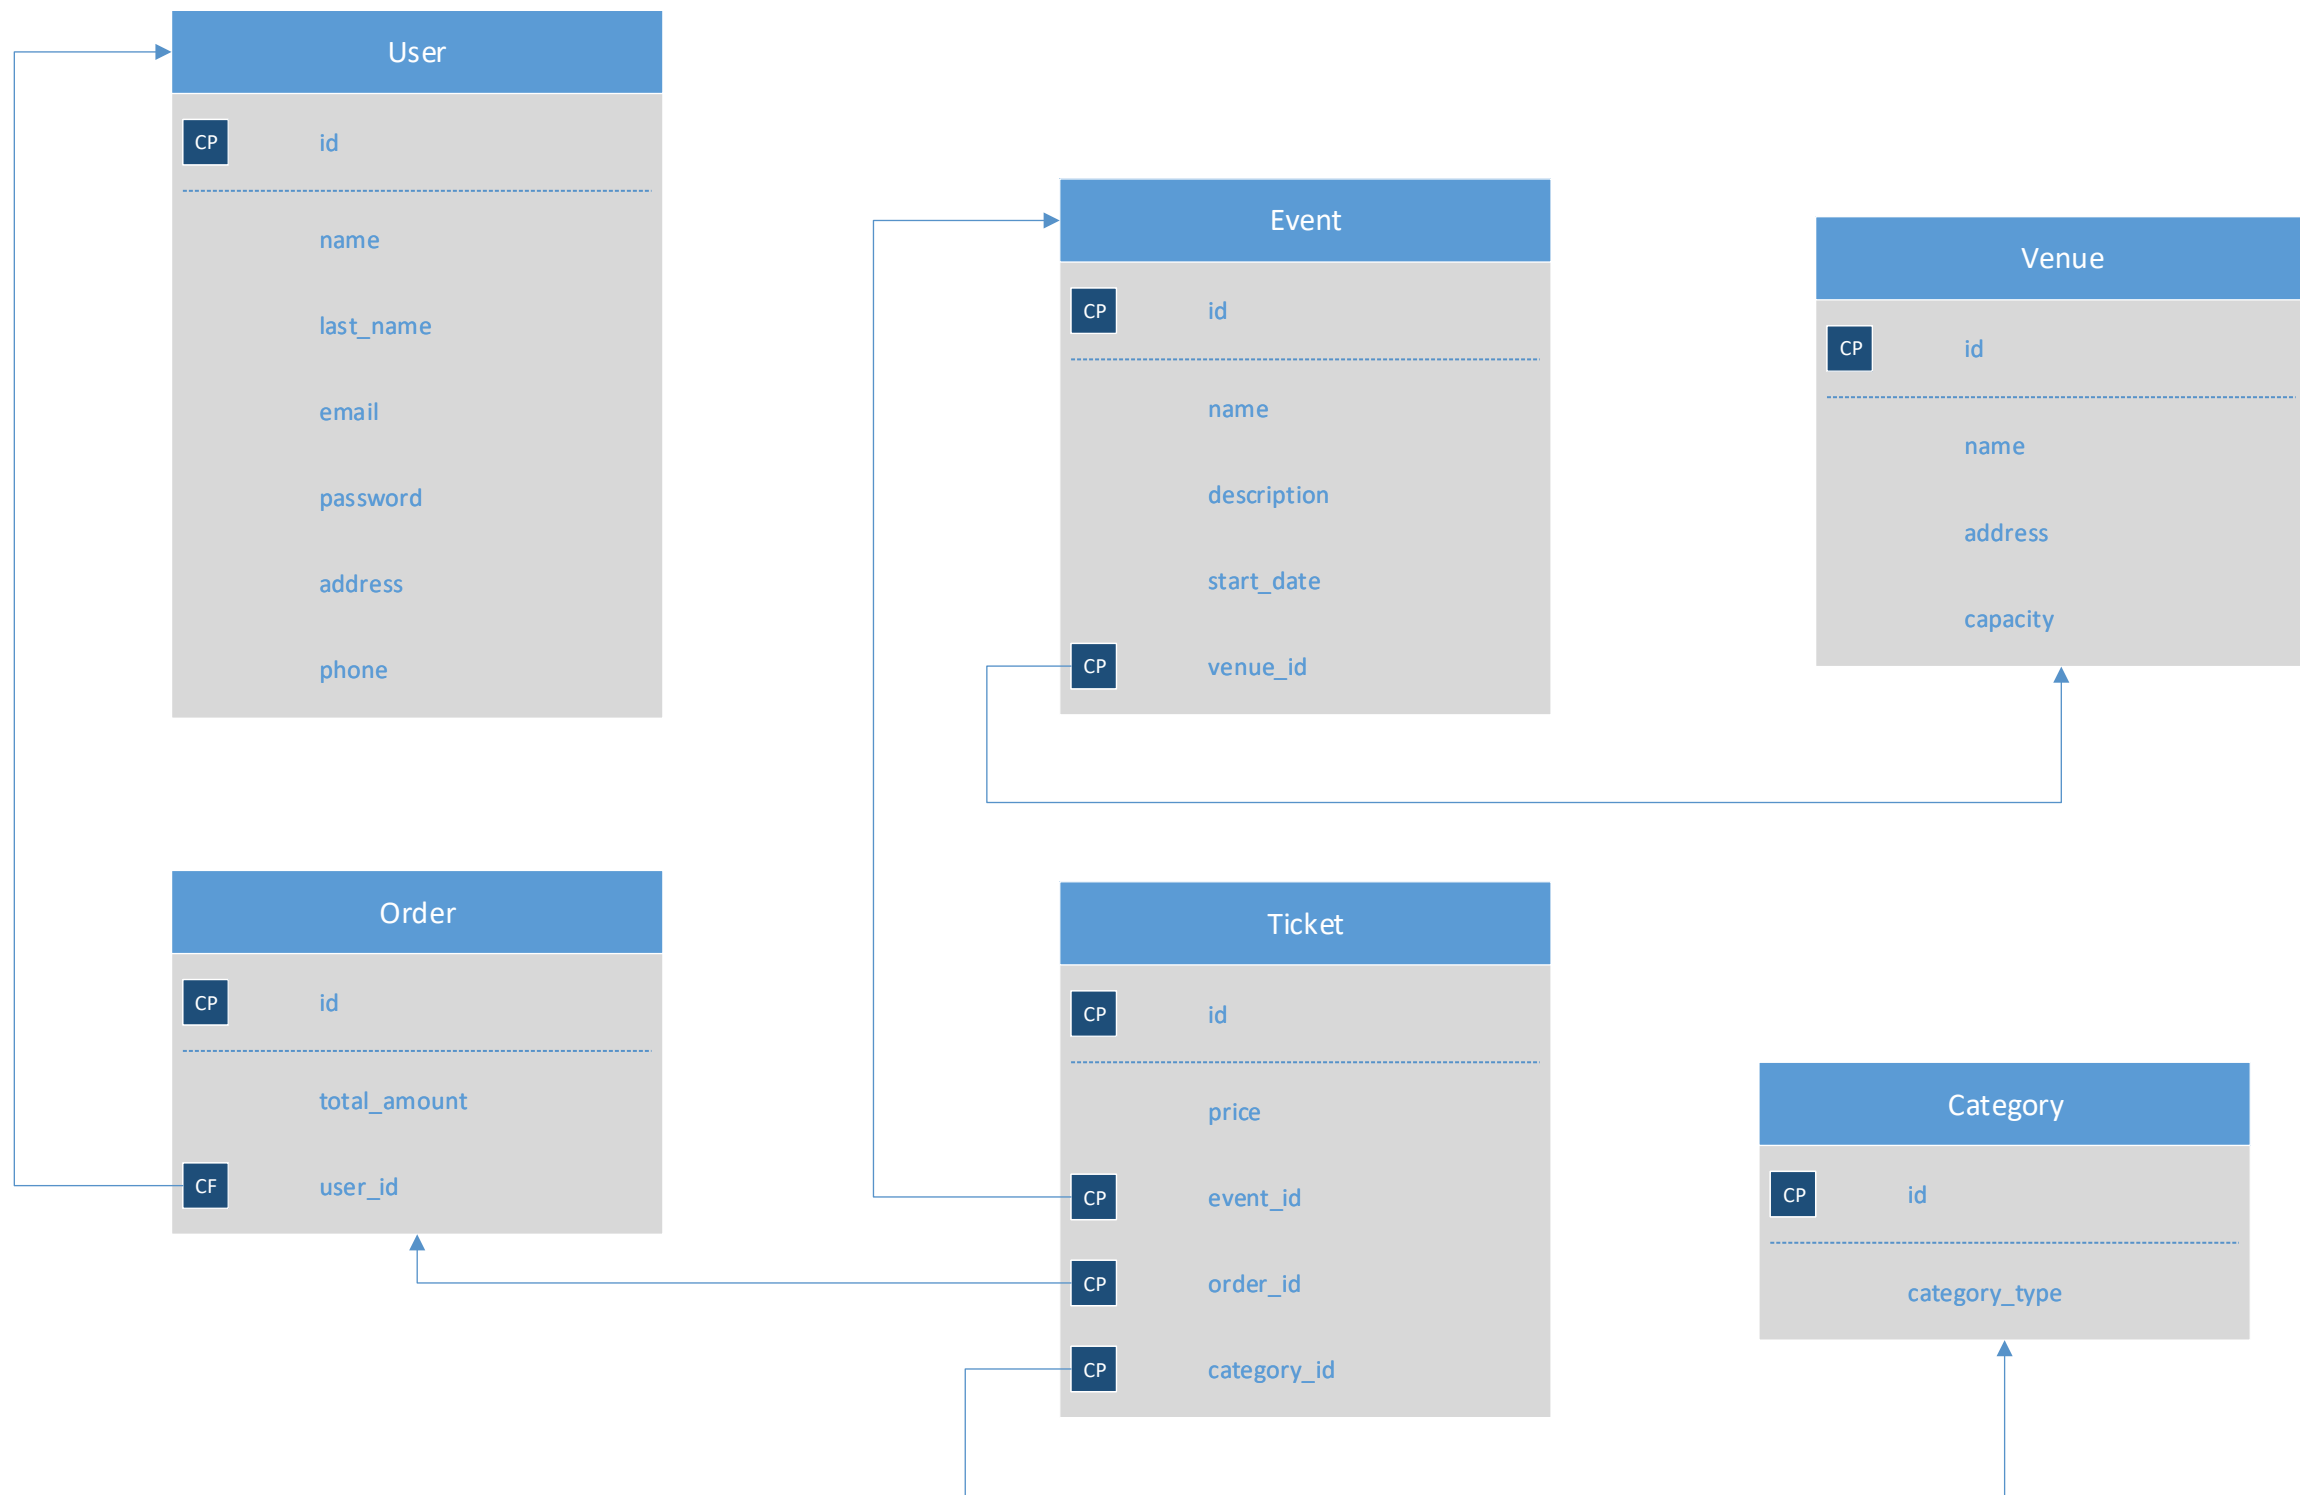 User
CP id
name
last_name
email
password
address
phone
Event
CP id
name
description
start_date
CP venue_id
Venue
CP id
name
address
capacity
Order
CP id
total_amount
CF user_id
Ticket
CP id
price
CP event_id
CP order_id
CP category_id
Category
CP id
category_type